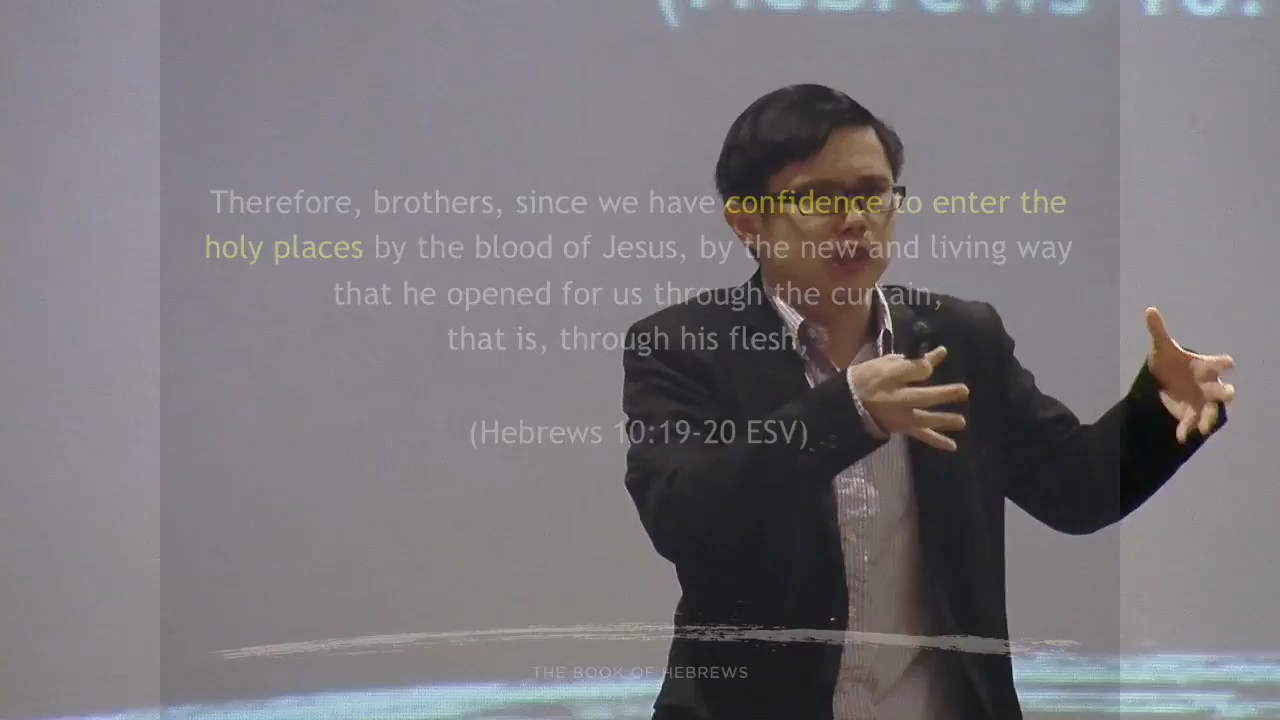 (Hebrews 10:
Therefore, brothers, since we have confidence to enter the
holy places by the blood of Jesus, by the new and living way
that he opened for us through the curtain,
that is, through his flesh,
(Hebrews 10:19-20 ESV)
THE BOOK OF HEBREWS